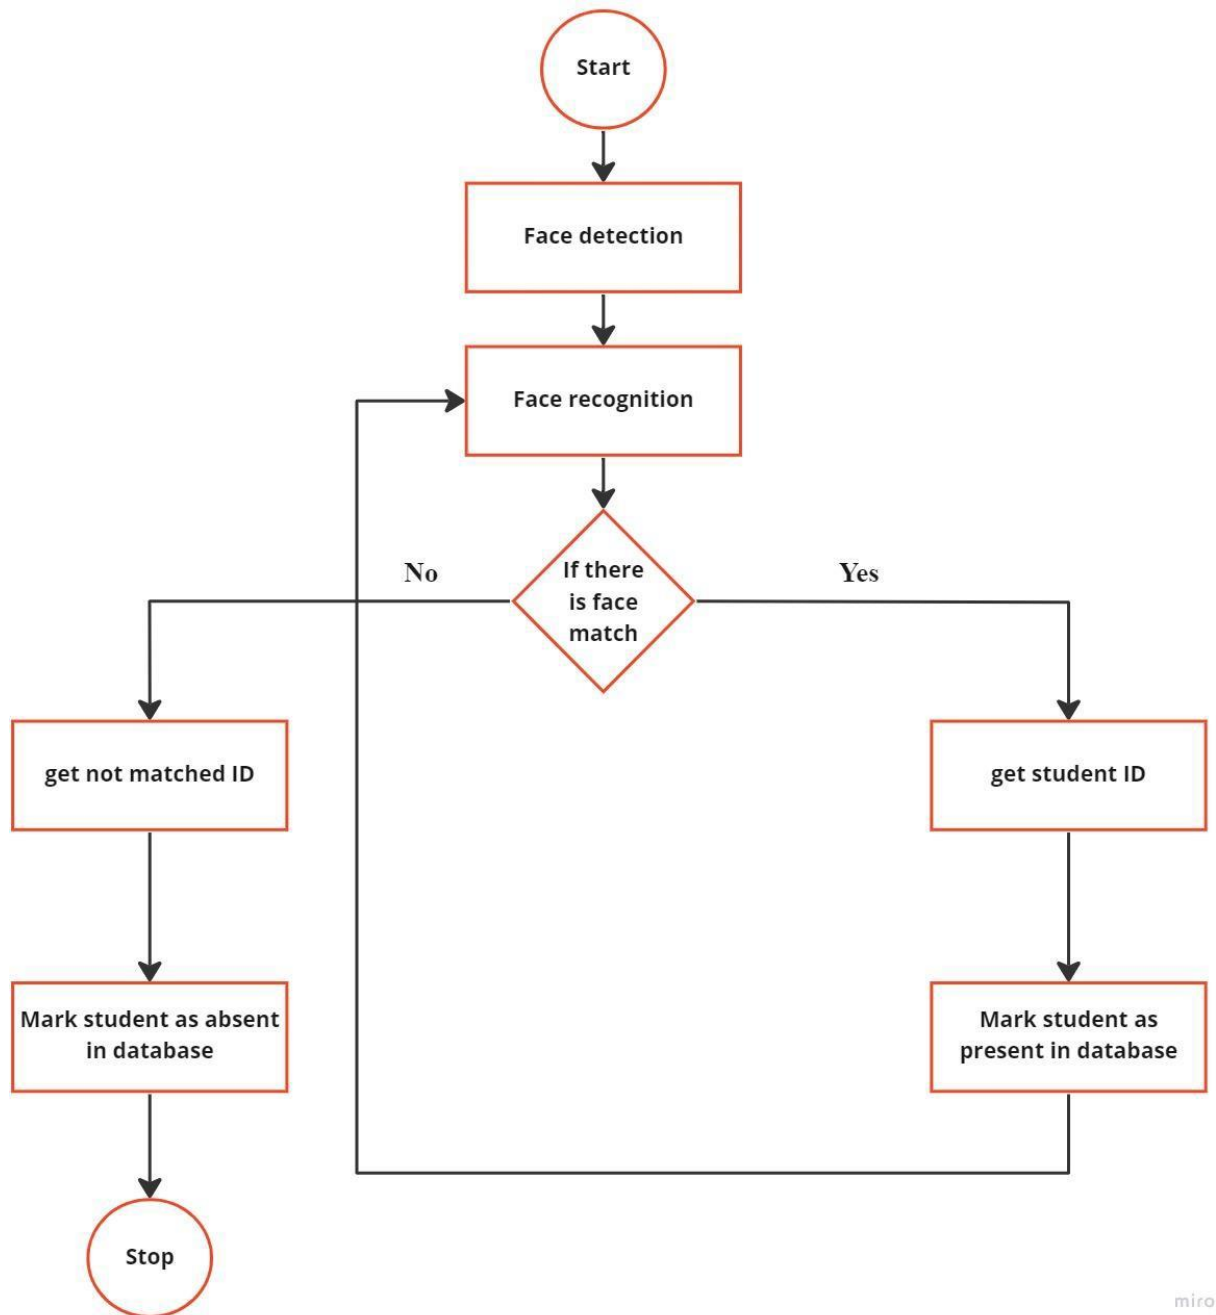 Start
Face detection
Face recognition
If there
is face
match
No
Yes
get not matched ID
get student ID
Mark student as absent
in database
Mark student as
present in database
Stop
miro